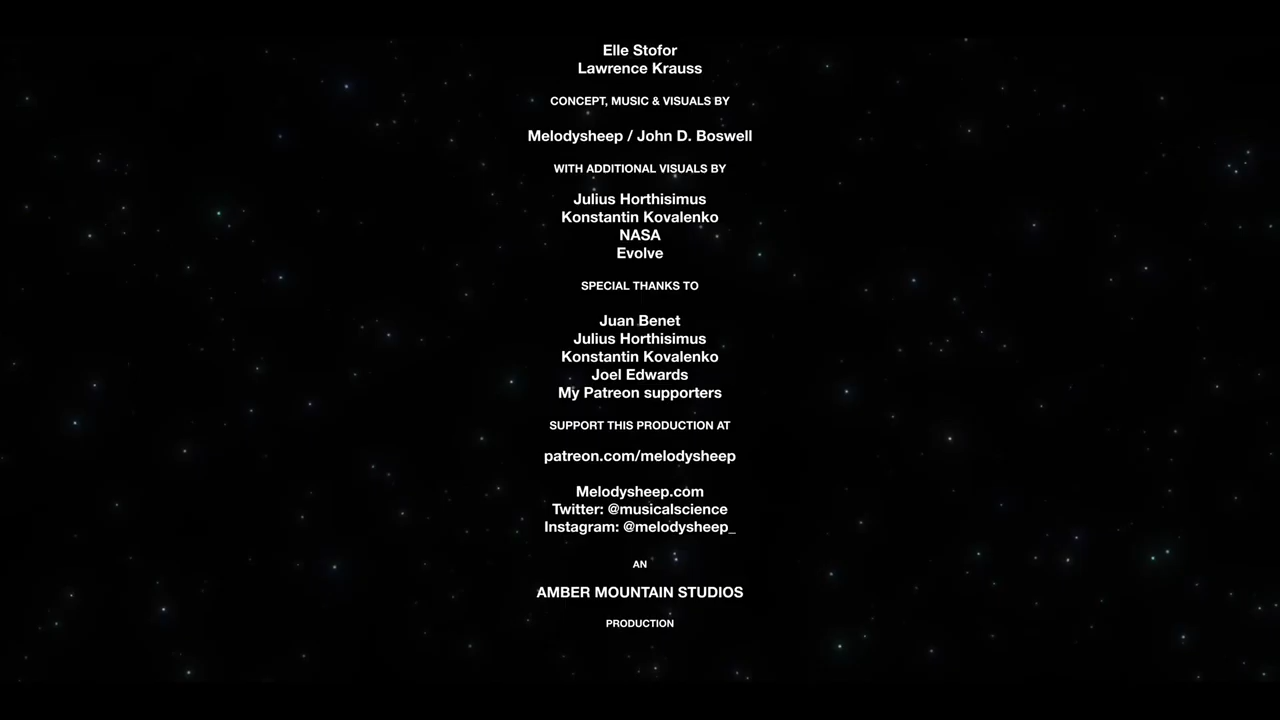 Elle Stofor
Lawrence Krauss
CONCEPT, MUSIC & VISUALS BY
Melodysheep / John D. Boswell
WITH ADDITIONAL VISUALS BY
Julius Horthisimus
Konstantin Kovalenko
NASA
Evolve
SPECIAL THANKS TO
Juan Benet
Julius Horthisimus
Konstantin Kovalenko
Joel Edwards
My Patreon supporters
SUPPORT THIS PRODUCTION AT
patreon.com/melodysheep
Melodysheep.com
Twitter: @musicalscience
Instagram: @melodysheep_
AN
AMBER MOUNTAIN STUDIOS
PRODUCTION